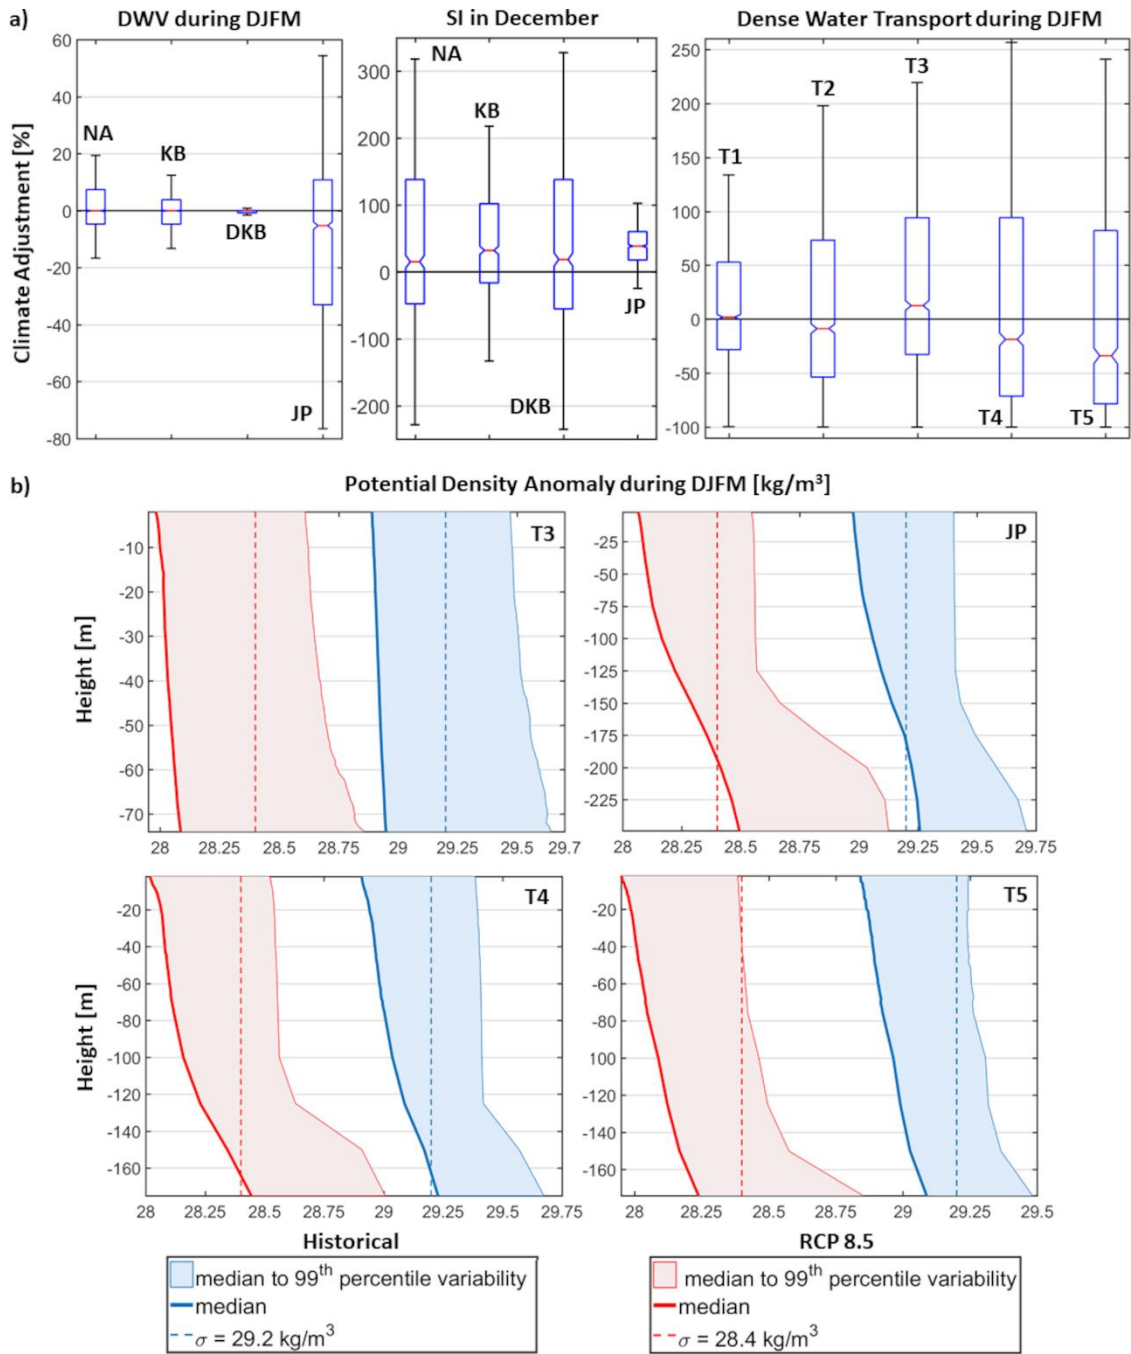 a)
DWV during DJFM
SI in December
Dense Water Transport during DJFM
Climate Adjustment [%]
60
40
20
0
-20
-40
-60
-80
NA
KB
DKB
JP
300
200
100
0
-100
-200
NA
KB
DKB
JP
250
200
150
100
50
0
-50
-100
T1
T2
T3
T4
T5
b)
Potential Density Anomaly during DJFM [kg/m³]
Height [m]
-10
-20
-30
-40
-50
-60
-70
T3
28 28.25 28.5 28.75 29 29.25 29.5 29.7
-25
-50
-75
-100
-125
-150
-175
-200
-225
JP
28.25 28.5 28.75 29 29.25 29.5 29.75
Height [m]
-20
-40
-60
-80
-100
-120
-140
-160
T4
28 28.25 28.5 28.75 29 29.25 29.5 29.75
-20
-40
-60
-80
-100
-120
-140
-160
T5
28 28.25 28.5 28.75 29 29.25 29.5
Historical
median to 99th percentile variability
median
σ = 29.2 kg/m³
RCP 8.5
median to 99th percentile variability
median
σ = 28.4 kg/m³